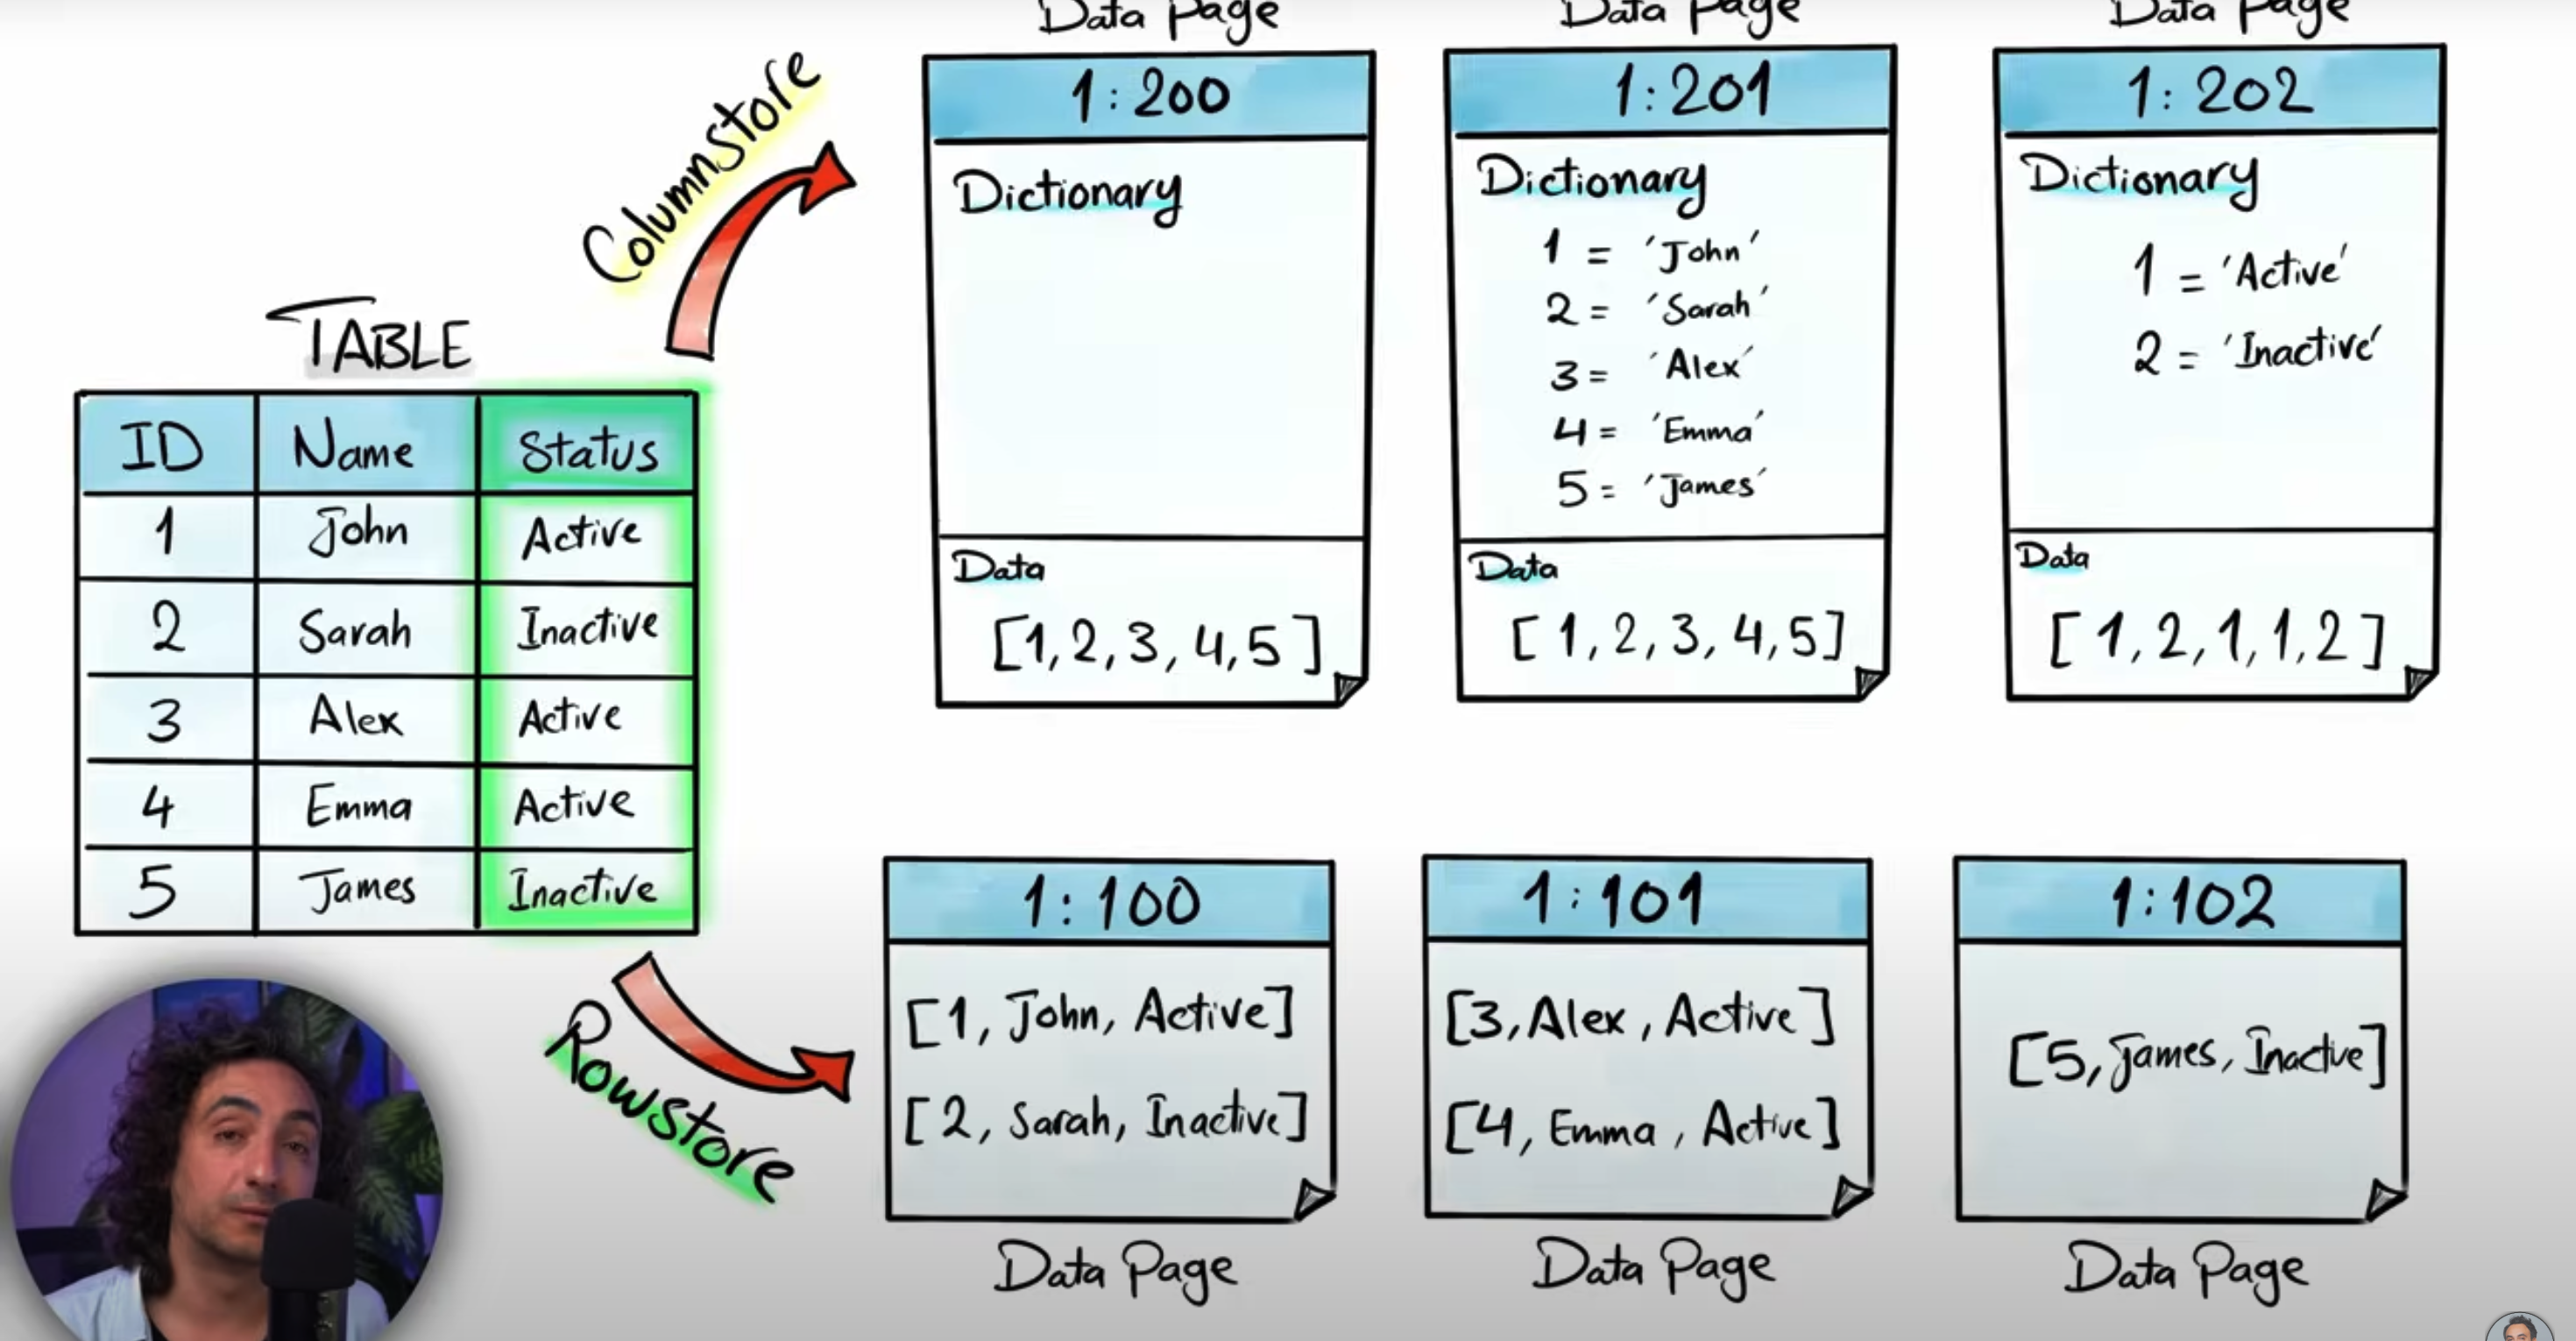 Data Page
Data Page
Data Page
Columnstore
1:200
Dictionary
Data
[1,2,3,4,5]
1:201
Dictionary
1 = 'John'
2 = 'Sarah'
3 = 'Alex'
4 = 'Emma'
5 = 'James'
Data
[1,2,3,4,5]
1:202
Dictionary
1 = 'Active'
2 = 'Inactive'
Data
[1,2,1,1,2]
TABLE
ID Name Status
1 John Active
2 Sarah Inactive
3 Alex Active
4 Emma Active
5 James Inactive
Rowstore
1:100
[1, John, Active]
[2, Sarah, Inactive]
Data Page
1:101
[3, Alex, Active]
[4, Emma, Active]
Data Page
1:102
[5, James, Inactive]
Data Page